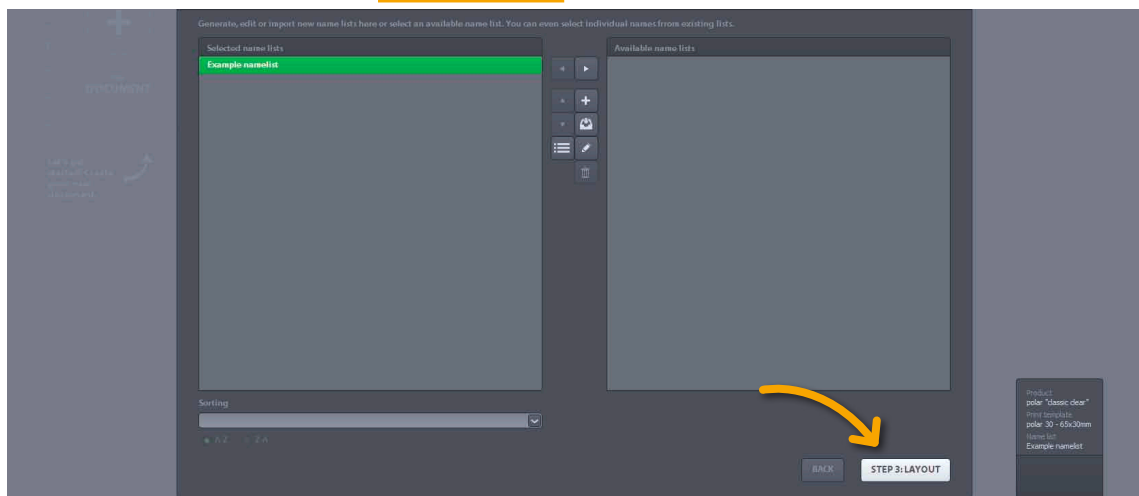 Generate, edit or import new name lists here or select an available name list. You can even select individual names from existing lists.
Selected name lists
Available name lists
Example namelist
DOCUMENT
Sorting
A-Z
Z-A
BACK
STEP 3: LAYOUT
Product
polar "classic clear"
Print template
polar 30 - 65x30mm
Name list
Example namelist